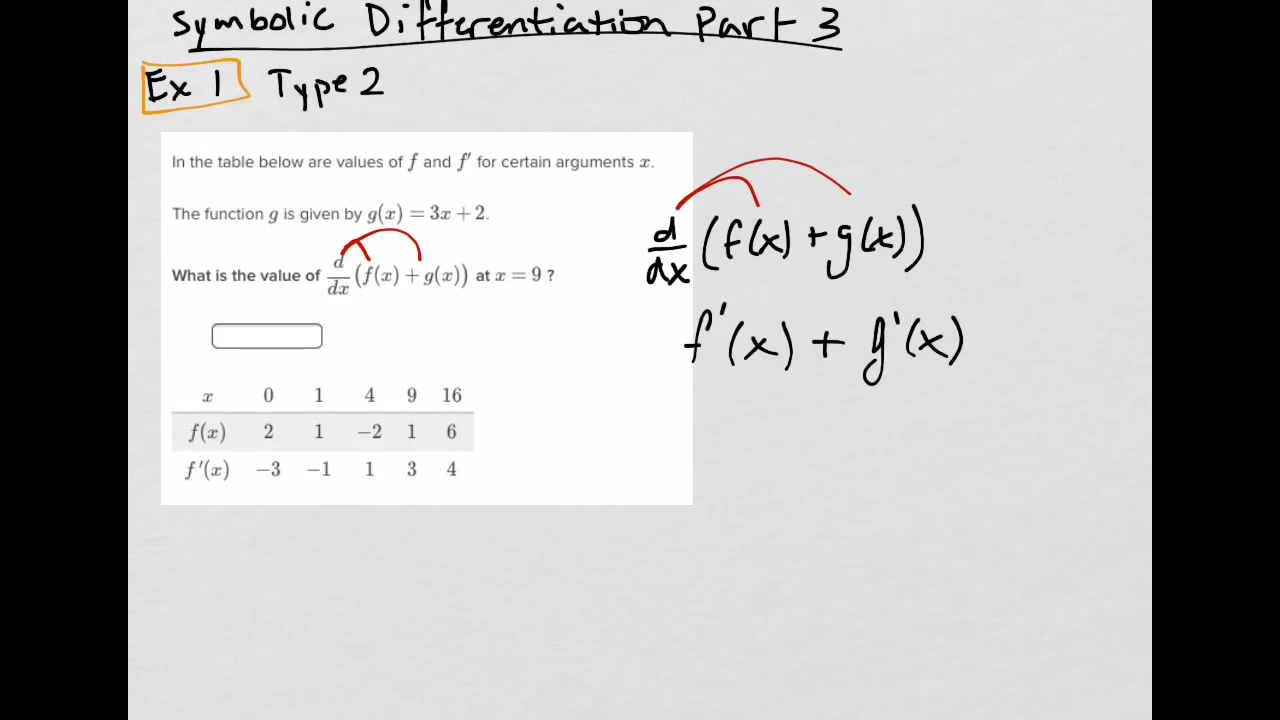 Symbolic Differentiation Part 3
Ex 1 Type 2
In the table below are values of f and f′ for certain arguments x.
The function g is given by g(x) = 3x + 2.
What is the value of d/dx (f(x) + g(x)) at x = 9 ?
d/dx (f(x) + g(x))
f'(x) + g'(x)
x 0 1 4 9 16
f(x) 2 1 −2 1 6
f′(x) −3 −1 1 3 4